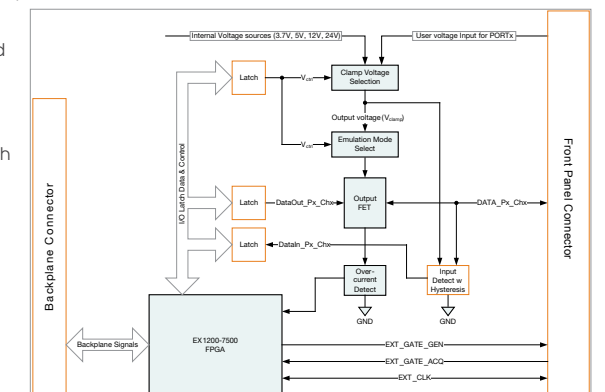 d
h
Internal Voltage sources (3.7V, 5V, 12V, 24V)
User voltage Input for PORTx
Latch
Vctrl
Clamp Voltage
Selection
Output voltage (Vclamp)
Vctrl
Emulation Mode
Select
I/O Latch Data & Control
Latch
DataOut_Px_Chx
Output
FET
DATA_Px_Chx
Latch
DataIn_Px_Chx
Over-
current
Detect
Input
Detect w
Hysteresis
GND
GND
Backplane Connector
Front Panel Connector
Backplane Signals
EX1200-7500
FPGA
EXT_GATE_GEN
EXT_GATE_ACQ
EXT_CLK